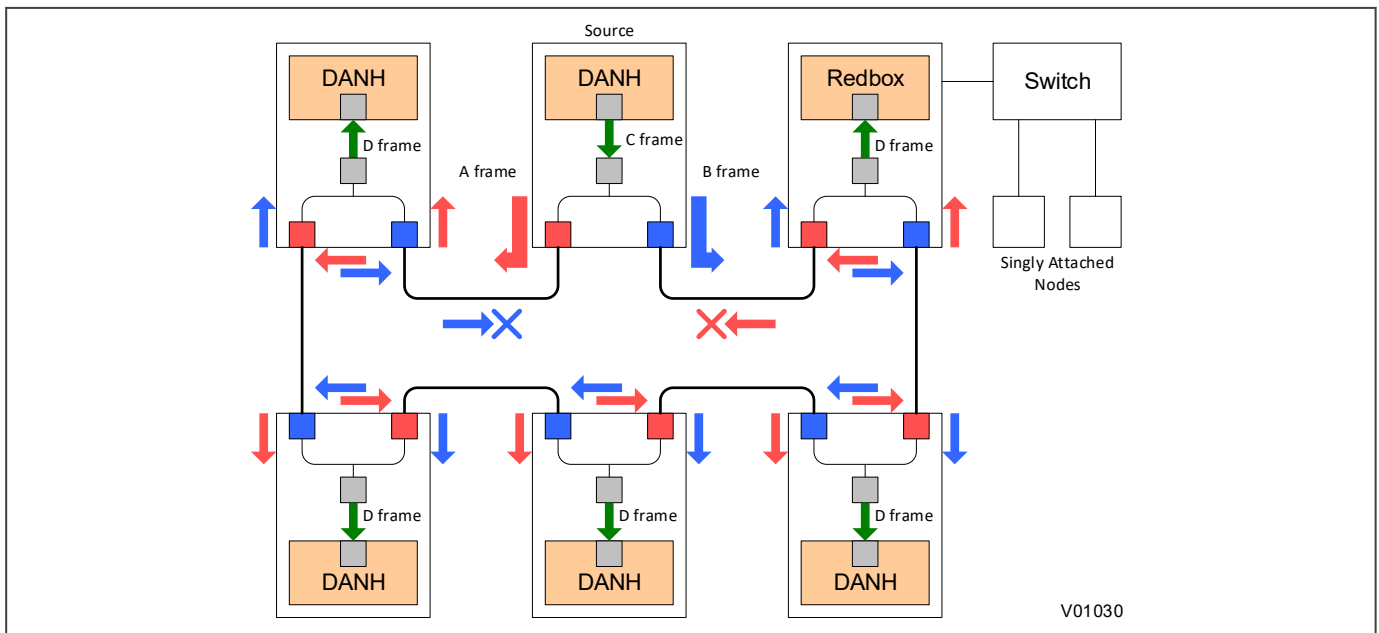 Source
DANH
DANH
Redbox
Switch
D frame
C frame
D frame
A frame
B frame
Singly Attached
Nodes
D frame
D frame
D frame
DANH
DANH
DANH
V01030